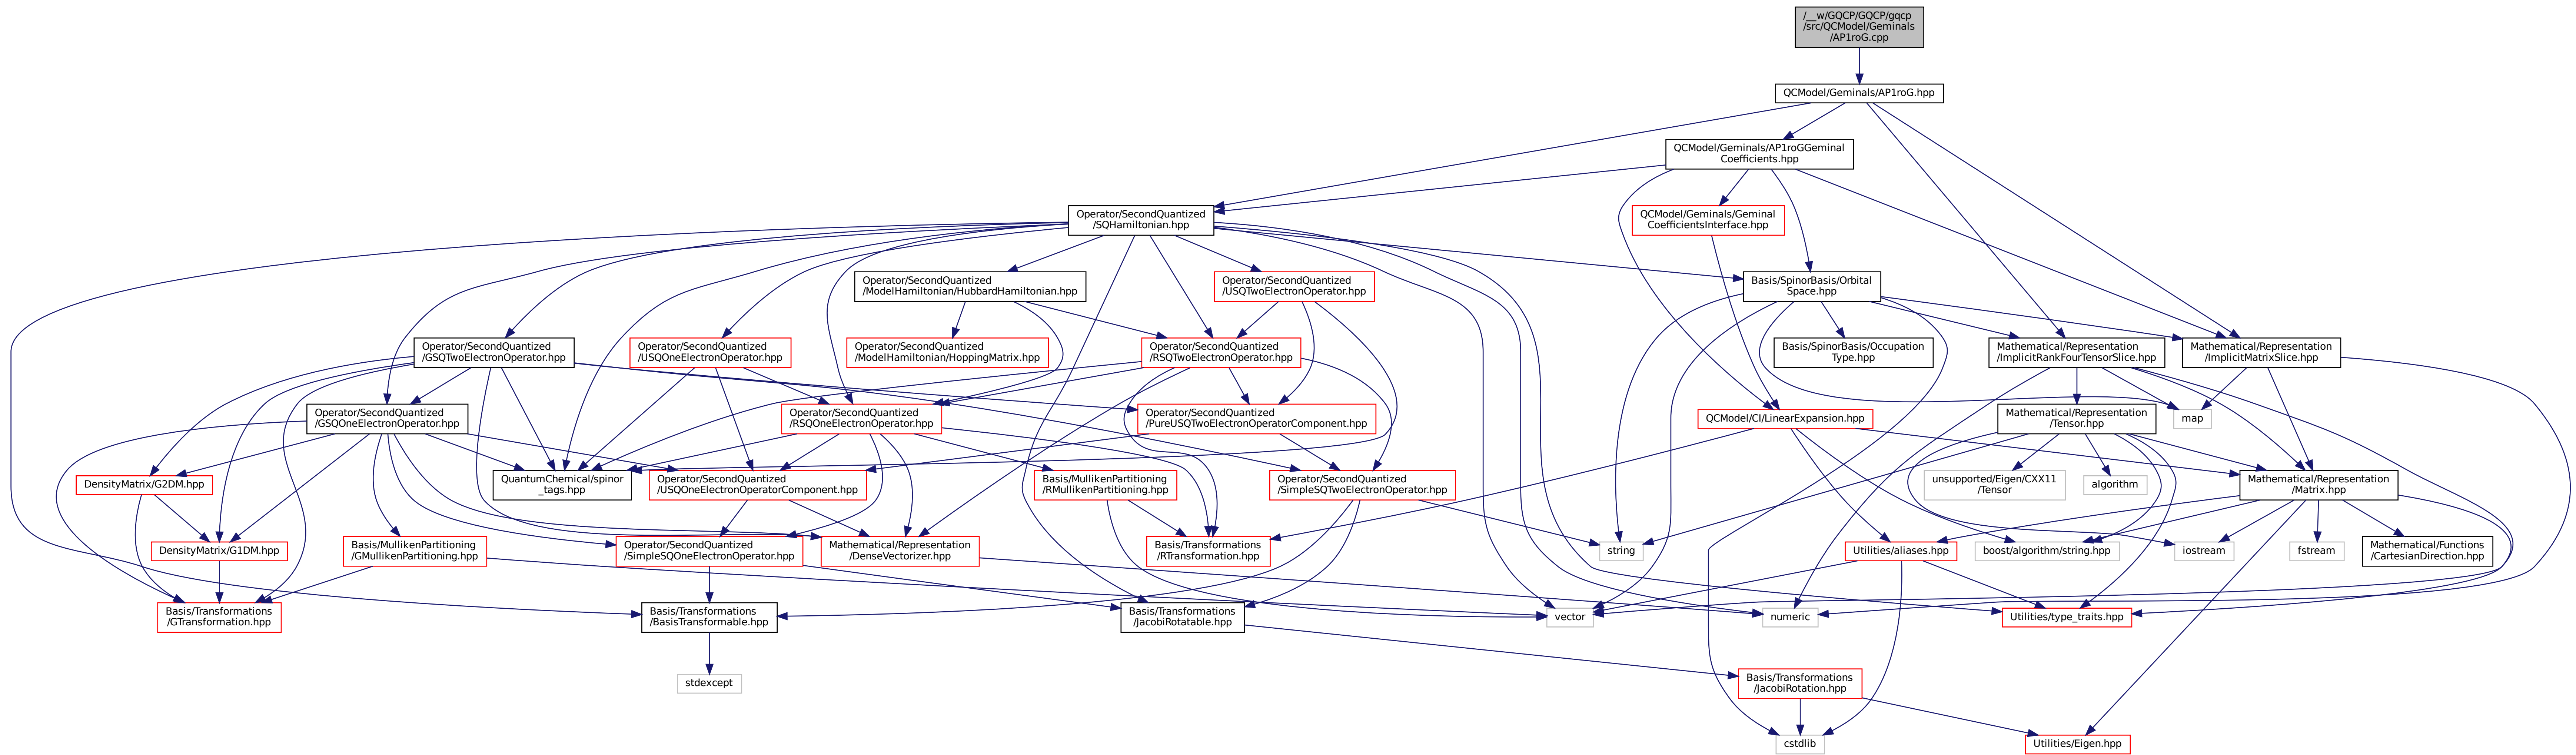 /__w/GQCP/GQCP/gqcp
/src/QCModel/Geminals
/AP1roG.cpp
QCModel/Geminals/AP1roG.hpp
QCModel/Geminals/AP1roGGeminal
Coefficients.hpp
Operator/SecondQuantized
/SQHamiltonian.hpp
QCModel/Geminals/Geminal
CoefficientsInterface.hpp
Operator/SecondQuantized
/ModelHamiltonian/HubbardHamiltonian.hpp
Operator/SecondQuantized
/USQTwoElectronOperator.hpp
Basis/SpinorBasis/Orbital
Space.hpp
Operator/SecondQuantized
/GSQTwoElectronOperator.hpp
Operator/SecondQuantized
/USQOneElectronOperator.hpp
Operator/SecondQuantized
/ModelHamiltonian/HoppingMatrix.hpp
Operator/SecondQuantized
/RSQTwoElectronOperator.hpp
Basis/SpinorBasis/Occupation
Type.hpp
Mathematical/Representation
/ImplicitRankFourTensorSlice.hpp
Mathematical/Representation
/ImplicitMatrixSlice.hpp
Operator/SecondQuantized
/GSQOneElectronOperator.hpp
Operator/SecondQuantized
/RSQOneElectronOperator.hpp
Operator/SecondQuantized
/PureUSQTwoElectronOperatorComponent.hpp
QCModel/CI/LinearExpansion.hpp
Mathematical/Representation
/Tensor.hpp
map
DensityMatrix/G2DM.hpp
QuantumChemical/spinor
_tags.hpp
Operator/SecondQuantized
/USQOneElectronOperatorComponent.hpp
Basis/MullikenPartitioning
/RMullikenPartitioning.hpp
Operator/SecondQuantized
/SimpleSQTwoElectronOperator.hpp
unsupported/Eigen/CXX11
/Tensor
algorithm
Mathematical/Representation
/Matrix.hpp
DensityMatrix/G1DM.hpp
Basis/MullikenPartitioning
/GMullikenPartitioning.hpp
Operator/SecondQuantized
/SimpleSQOneElectronOperator.hpp
Mathematical/Representation
/DenseVectorizer.hpp
Basis/Transformations
/RTransformation.hpp
string
Utilities/aliases.hpp
boost/algorithm/string.hpp
iostream
fstream
Mathematical/Functions
/CartesianDirection.hpp
Basis/Transformations
/GTransformation.hpp
Basis/Transformations
/BasisTransformable.hpp
Basis/Transformations
/JacobiRotatable.hpp
vector
numeric
Utilities/type_traits.hpp
stdexcept
Basis/Transformations
/JacobiRotation.hpp
cstdlib
Utilities/Eigen.hpp